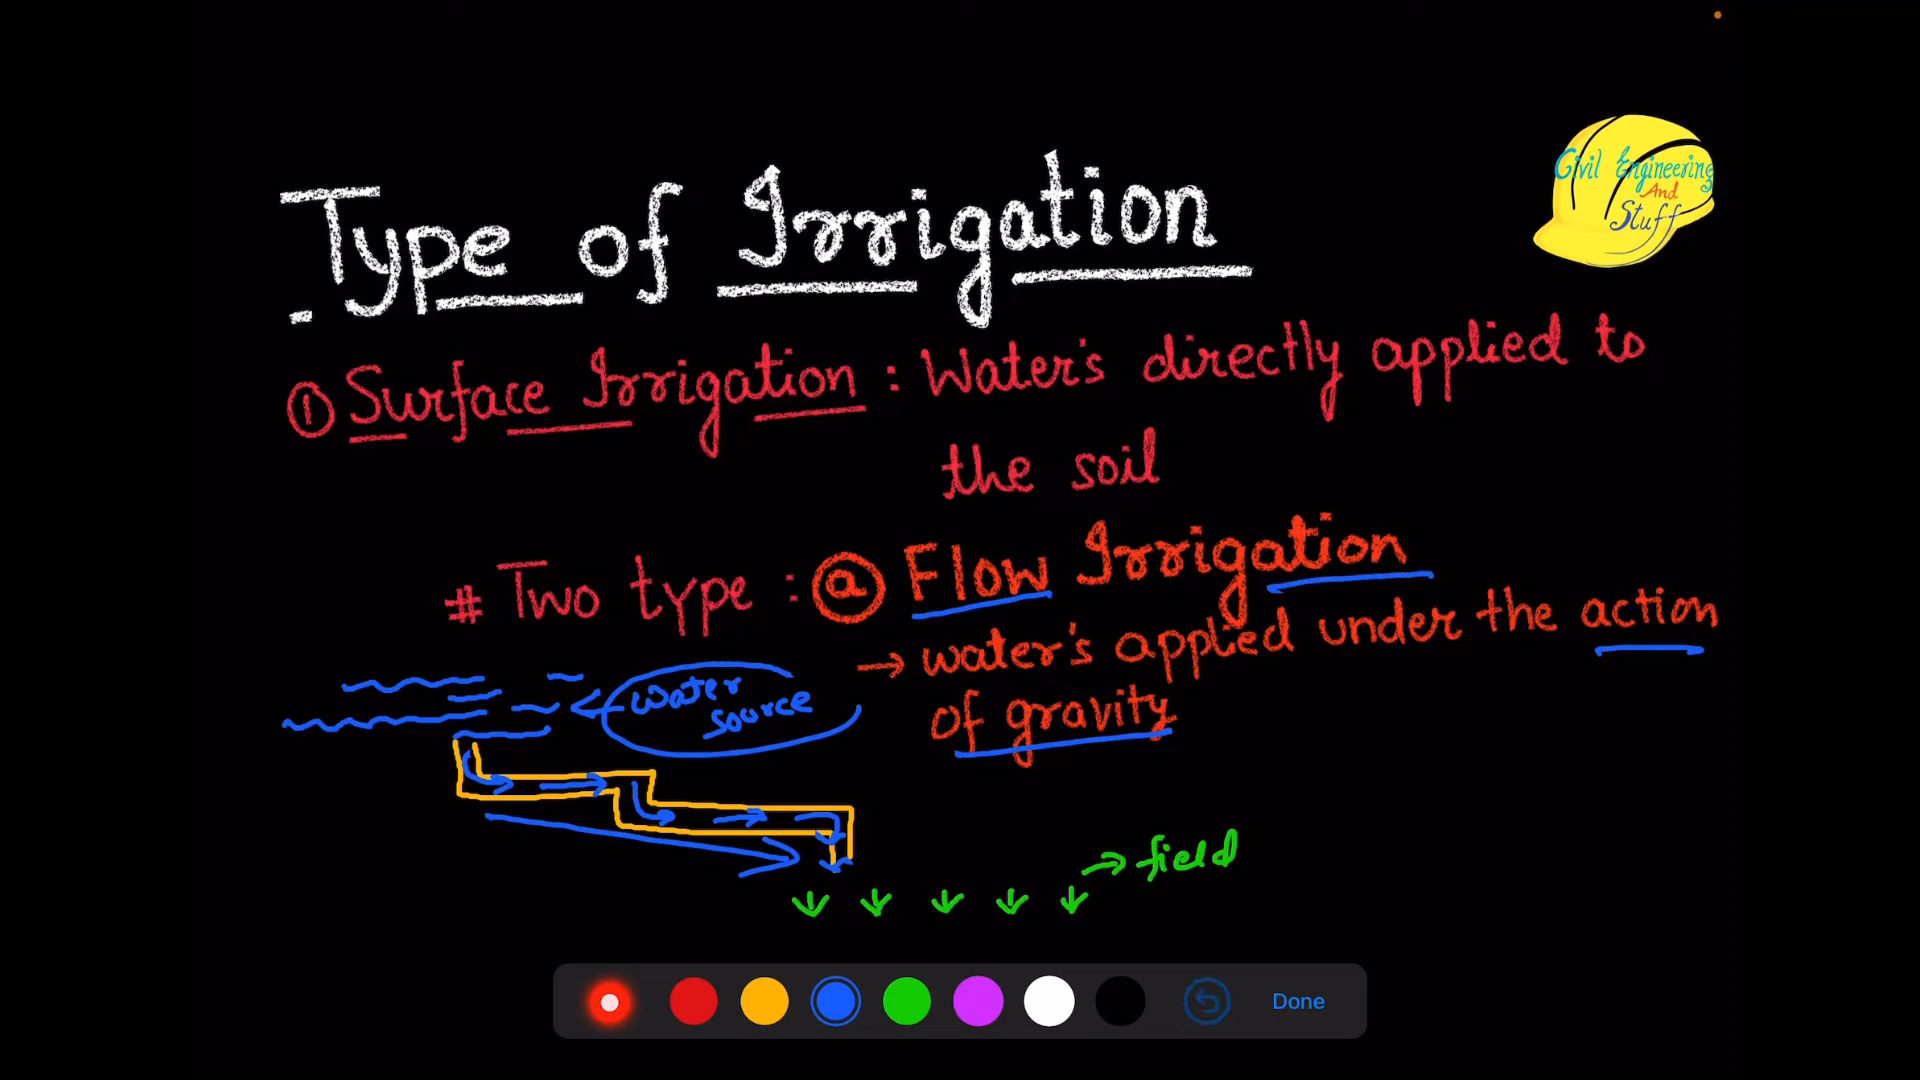 Civil Engineering
And
Stuff
Type of Irrigation
① Surface Irrigation : Water's directly applied to
the soil
# Two type : ⓐ Flow Irrigation
→ water's applied under the action
of gravity
water
source
→ field
Done